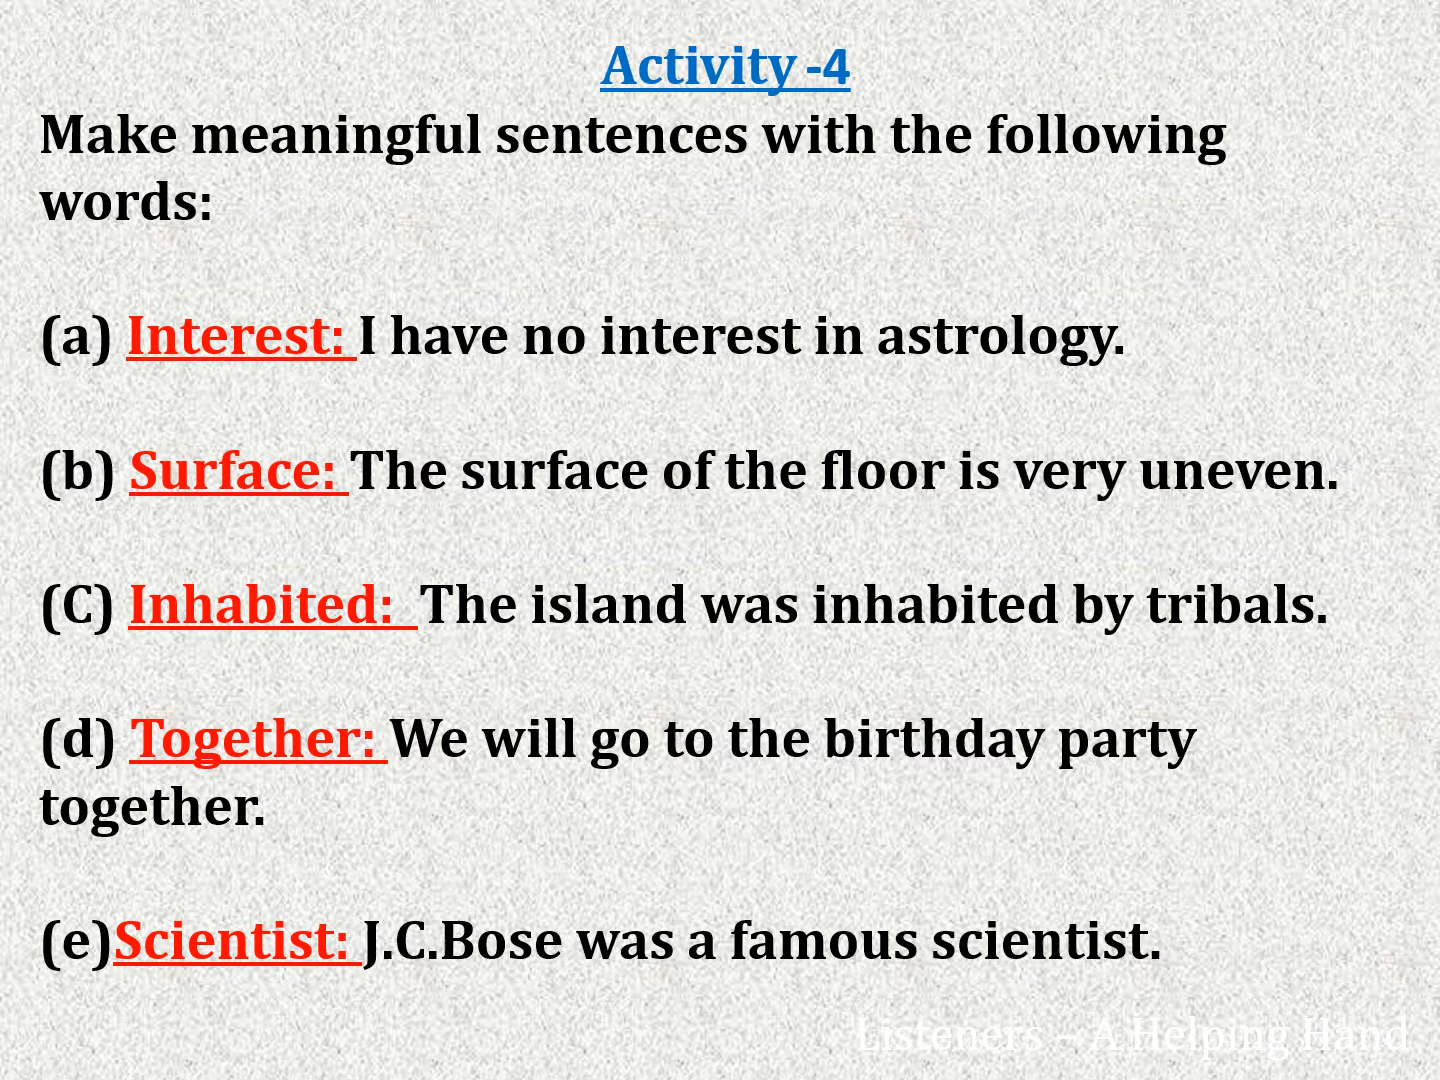 Activity -4
Make meaningful sentences with the following
words:
(a) Interest: I have no interest in astrology.
(b) Surface: The surface of the floor is very uneven.
(C) Inhabited:  The island was inhabited by tribals.
(d) Together: We will go to the birthday party
together.
(e)Scientist: J.C.Bose was a famous scientist.
Listeners – A Helping Hand